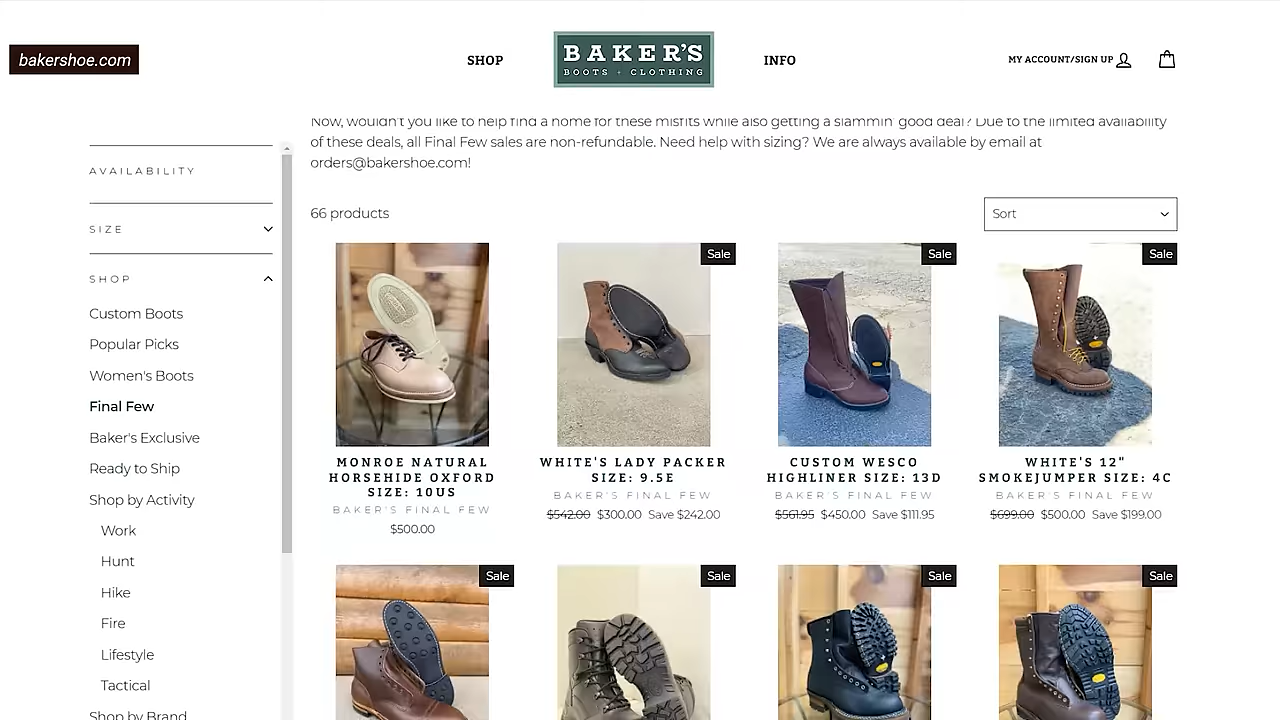 bakershoe.com
SHOP
BAKER'S
BOOTS + CLOTHING
INFO
MY ACCOUNT/SIGN UP
Now, wouldn't you like to help find a home for these misfits while also getting a slammin' good deal? Due to the limited availability
of these deals, all Final Few sales are non-refundable. Need help with sizing? We are always available by email at
orders@bakershoe.com!
AVAILABILITY
SIZE
SHOP
Custom Boots
Popular Picks
Women's Boots
Final Few
Baker's Exclusive
Ready to Ship
Shop by Activity
Work
Hunt
Hike
Fire
Lifestyle
Tactical
Shop by Brand
66 products
Sort
MONROE NATURAL
HORSEHIDE OXFORD
SIZE: 10US
BAKER'S FINAL FEW
$500.00
Sale
WHITE'S LADY PACKER
SIZE: 9.5E
BAKER'S FINAL FEW
$542.00 $300.00 Save $242.00
Sale
CUSTOM WESCO
HIGHLINER SIZE: 13D
BAKER'S FINAL FEW
$561.95 $450.00 Save $111.95
Sale
WHITE'S 12"
SMOKEJUMPER SIZE: 4C
BAKER'S FINAL FEW
$699.00 $500.00 Save $199.00
Sale
Sale
Sale
Sale